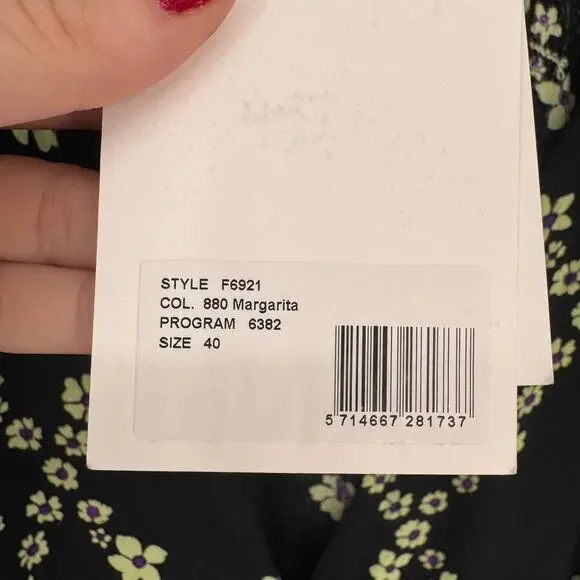 STYLE F6921
COL. 880 Margarita
PROGRAM 6382
SIZE 40
5 714667 281737